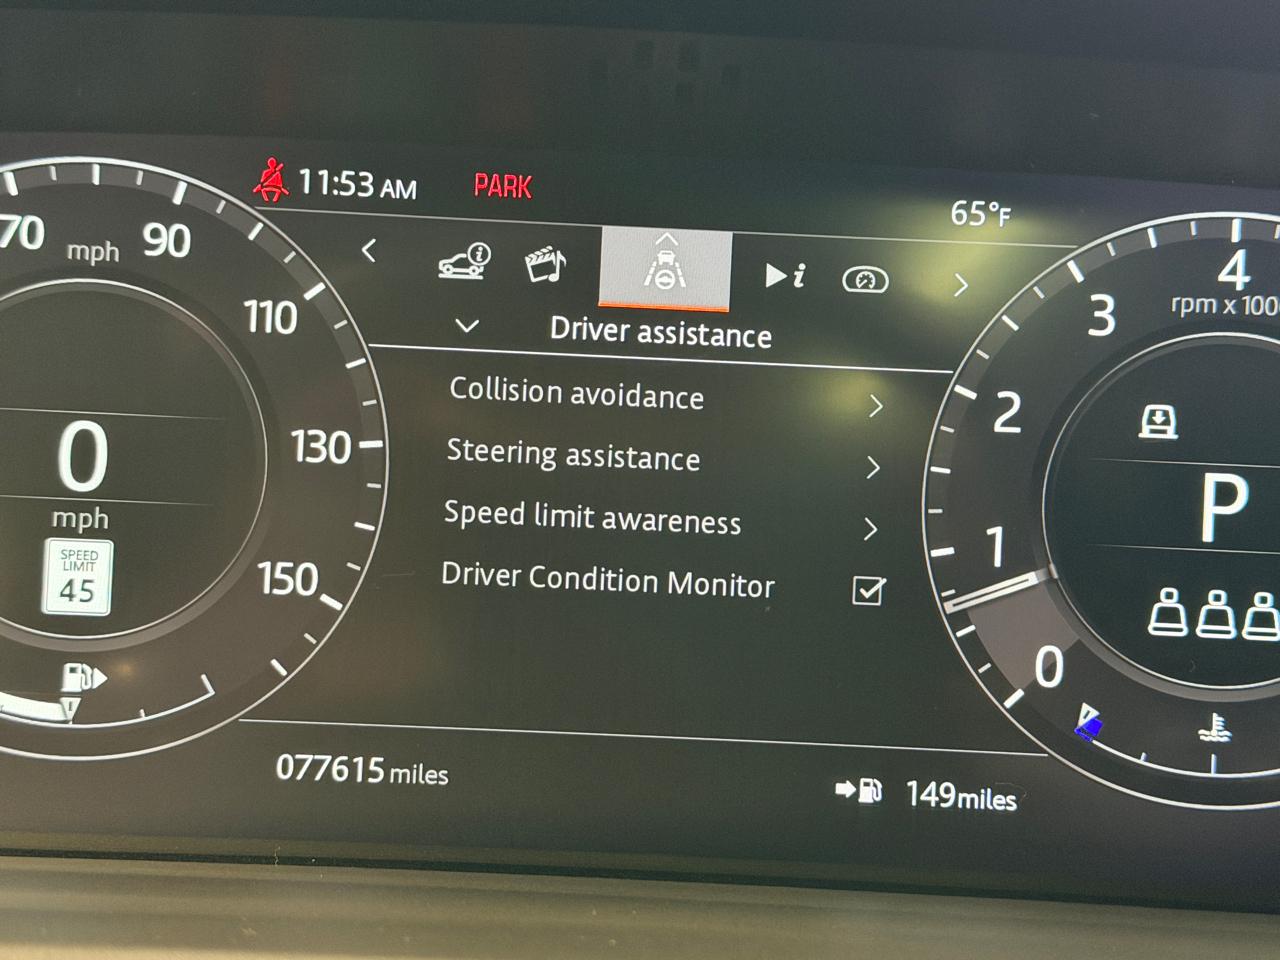 11:53 AM
PARK
65°F
70
mph
90
110
130
150
0
mph
SPEED
LIMIT
45
Driver assistance
Collision avoidance
Steering assistance
Speed limit awareness
Driver Condition Monitor
i
4
rpm x 100
3
2
1
0
P
077615 miles
149 miles